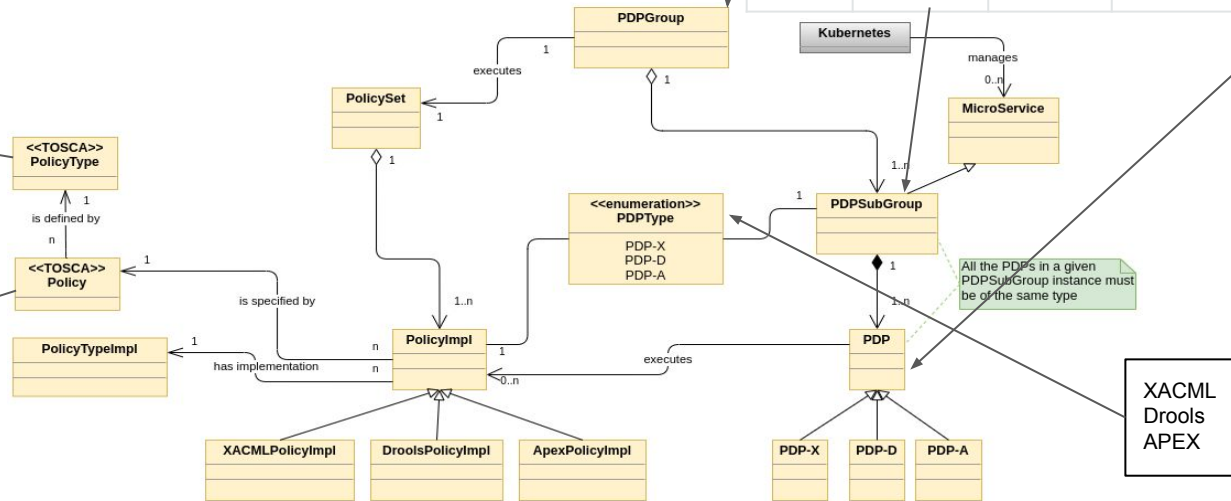 PDPGroup
1
1
executes
1
Kubernetes
manages
0..n
MicroService
PolicySet
1
<<TOSCA>>
PolicyType
1
is defined by
n
<<TOSCA>>
Policy
1
is specified by
1..n
<<enumeration>>
PDPType
PDP-X
PDP-D
PDP-A
1
1..n
PDPSubGroup
1
All the PDPs in a given
PDPSubGroup instance must
be of the same type
1..n
PolicyTypeImpl
1
has implementation
n
n
PolicyImpl
1
0..n
executes
PDP
XACML
Drools
APEX
XACMLPolicyImpl
DroolsPolicyImpl
ApexPolicyImpl
PDP-X
PDP-D
PDP-A